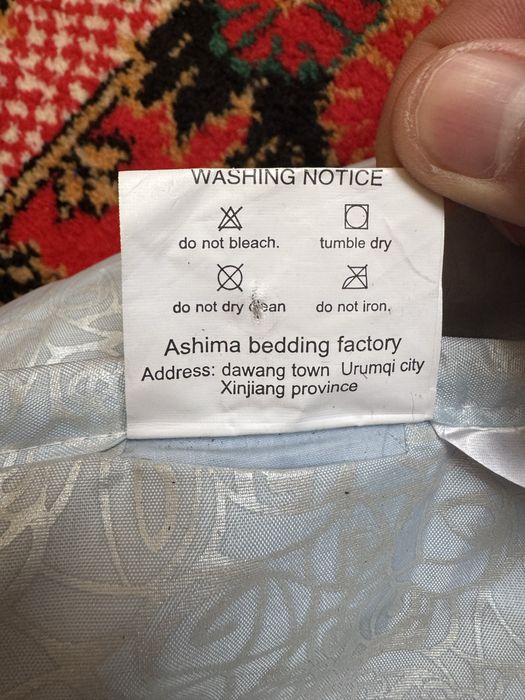 WASHING NOTICE
do not bleach. tumble dry
do not dry clean do not iron.
Ashima bedding factory
Address: dawang town Urumqi city
Xinjiang province